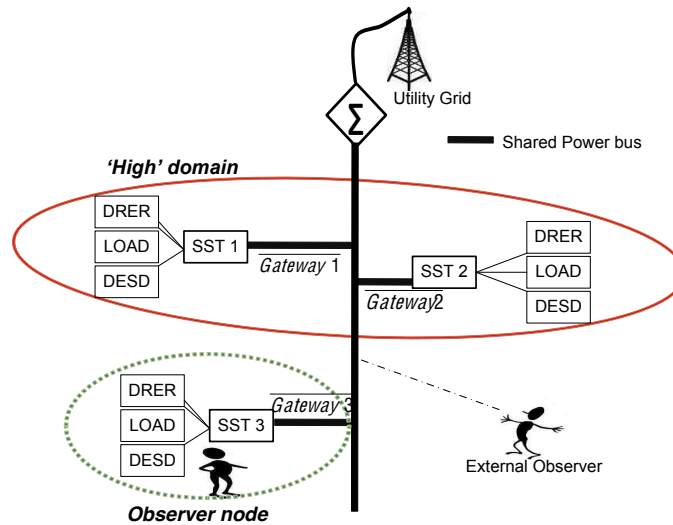 Utility Grid
Σ
Shared Power bus
'High' domain
DRER
LOAD
DESD
SST 1
Gateway 1
SST 2
DRER
LOAD
DESD
Gateway2
DRER
LOAD
DESD
SST 3
Gateway 3
External Observer
Observer node